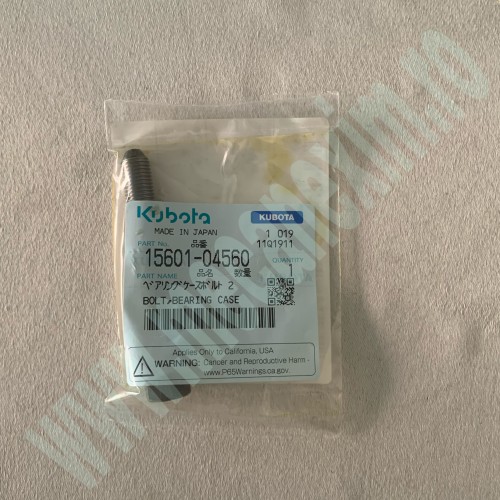 Kubota
KUBOTA
MADE IN JAPAN
1 019
PART No. 品番
11Q1911
15601-04560
QUANTITY
PART NAME 品名 数量
1
ベアリングケースボルト 2
BOLT>BEARING CASE
Applies Only to California, USA
WARNING: Cancer and Reproductive Harm -
www.P65Warnings.ca.gov